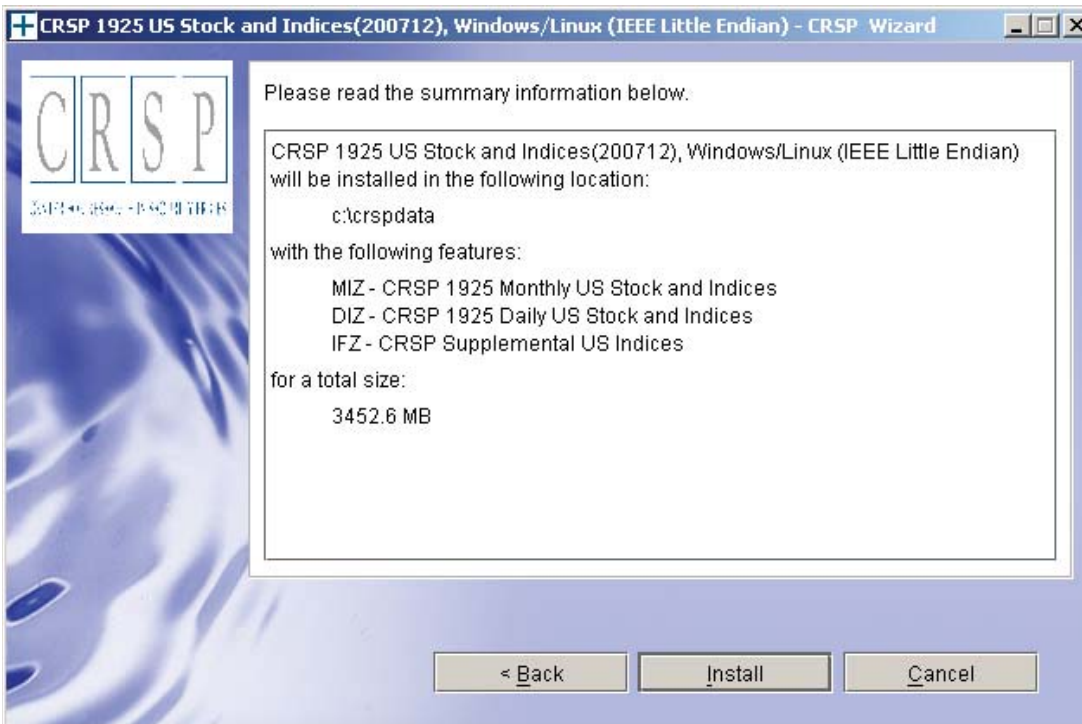 CRSP 1925 US Stock and Indices(200712), Windows/Linux (IEEE Little Endian) - CRSP Wizard
CRSP
Please read the summary information below.
CRSP 1925 US Stock and Indices(200712), Windows/Linux (IEEE Little Endian)
will be installed in the following location:
c:\crspdata
with the following features:
MIZ - CRSP 1925 Monthly US Stock and Indices
DIZ - CRSP 1925 Daily US Stock and Indices
IFZ - CRSP Supplemental US Indices
for a total size:
3452.6 MB
< Back
Install
Cancel